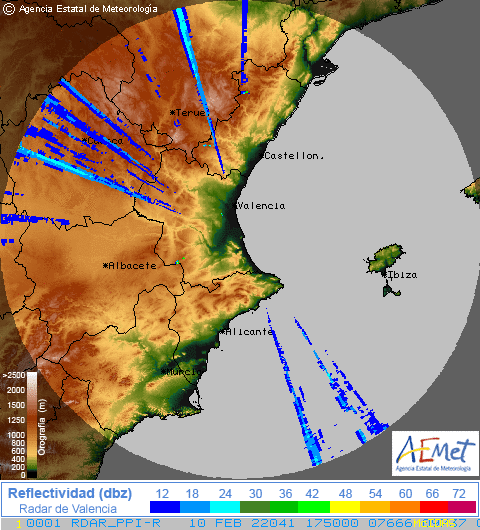 © Agencia Estatal de Meteorología
*Teruel
*Cuenca
*Castellon.
*Valencia
*Albacete
*Ibiza
*Alicante
*Murcia
>2500
2000
1750
1500
1250
1000
800
600
400
200
0
Orografía (m)
AEMet
Agencia Estatal de Meteorología
Reflectividad (dbz)
Radar de Valencia
12 18 24 30 36 42 48 54 60 66 72
1 0001 RDAR_PPI-R 10 FEB 22041 175000